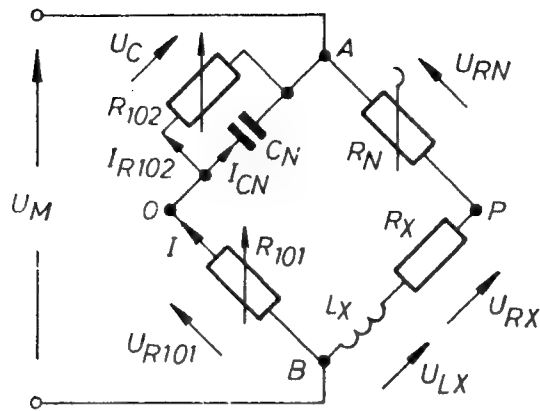 A
U_C
U_RN
R_102
C_N
R_N
I_R102
I_CN
U_M
O
P
I
R_101
R_X
L_X
U_R101
U_RX
B
U_LX